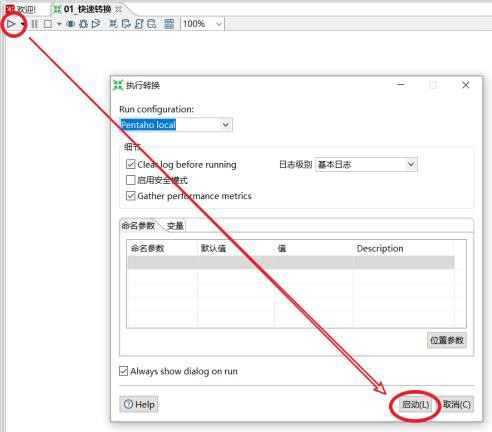 欢迎!
01_快速转换
100%
执行转换
Run configuration:
Pentaho local
细节
Clear log before running
日志级别
基本日志
启用安全模式
Gather performance metrics
命名参数
变量
命名参数
默认值
值
Description
位置参数
Always show dialog on run
Help
启动(L)
取消(C)